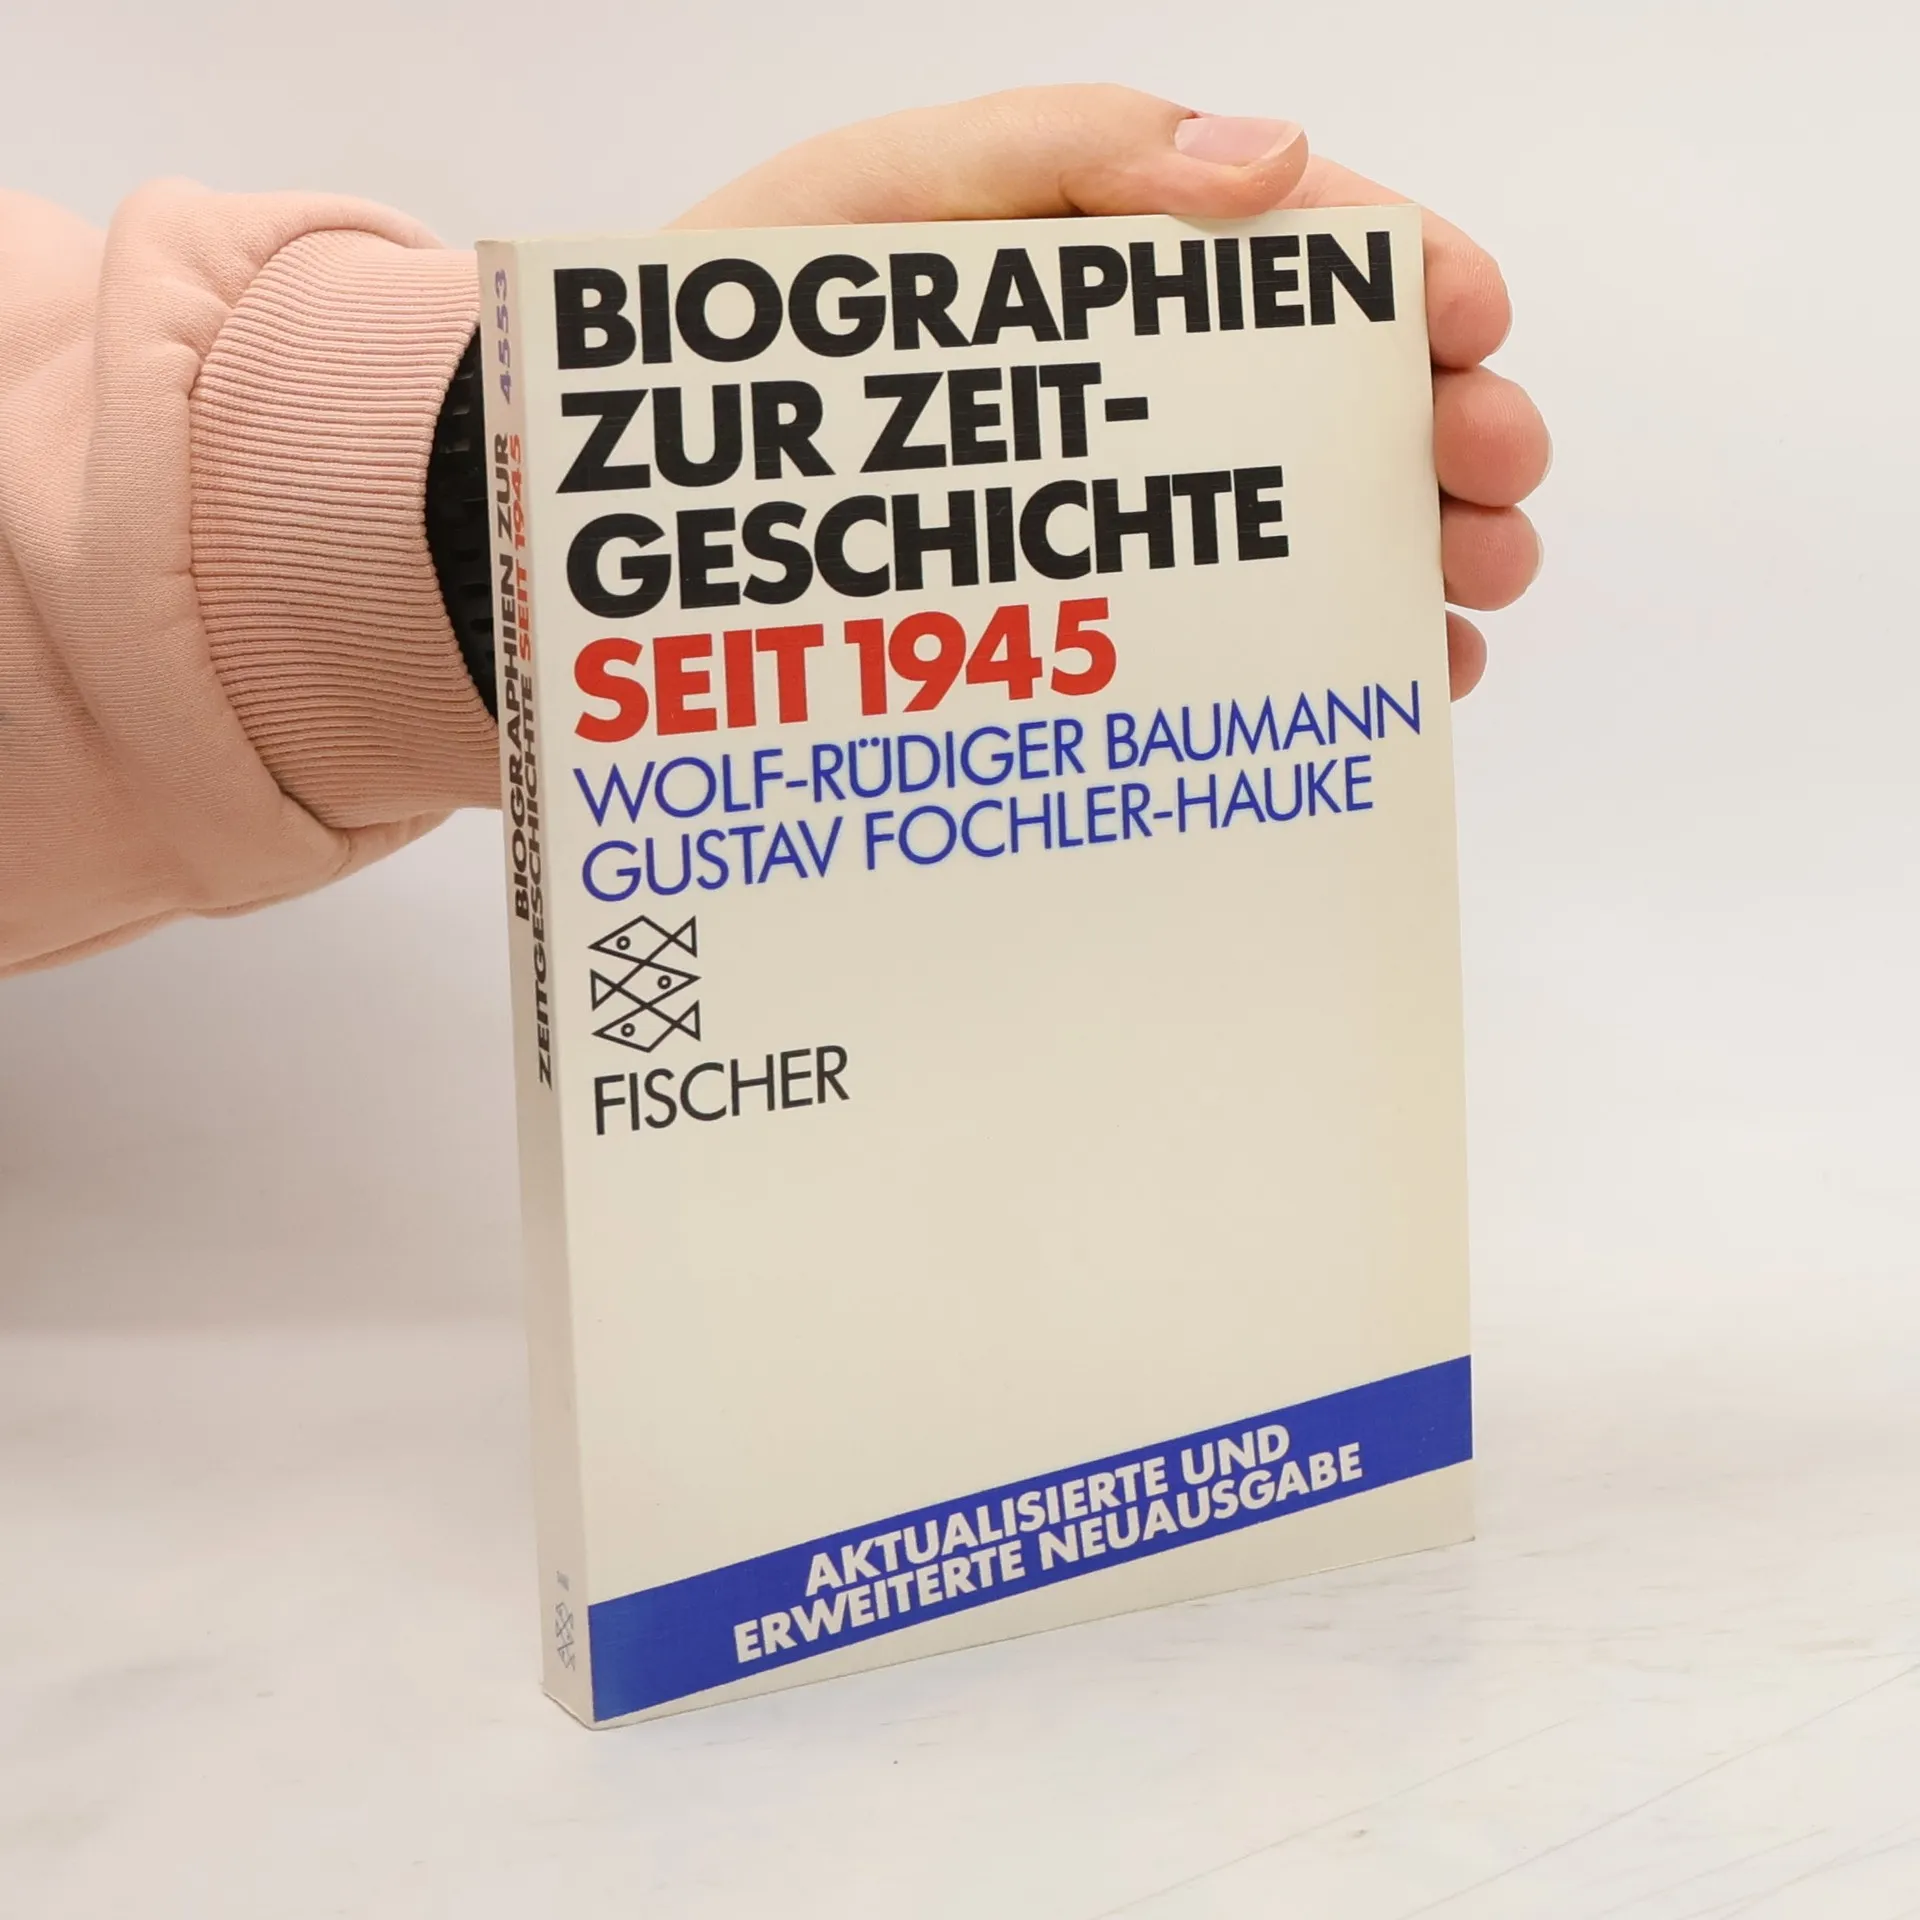 BIOGRAPHIEN
ZUR ZEIT-
GESCHICHTE
SEIT 1945
WOLF-RÜDIGER BAUMANN
GUSTAV FOCHLER-HAUKE
FISCHER
AKTUALISIERTE UND
ERWEITERTE NEUAUSGABE
4553
BIOGRAPHIEN ZUR
ZEITGESCHICHTE SEIT 1945